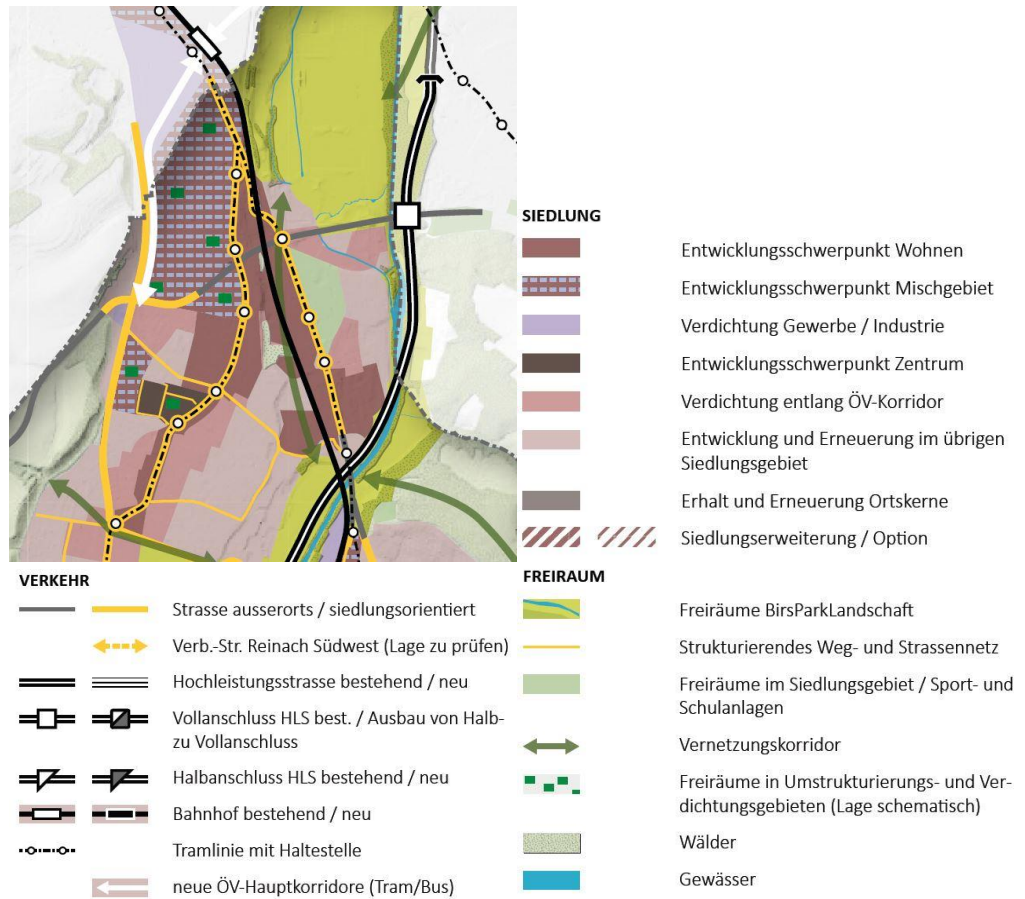 SIEDLUNG
Entwicklungsschwerpunkt Wohnen
Entwicklungsschwerpunkt Mischgebiet
Verdichtung Gewerbe / Industrie
Entwicklungsschwerpunkt Zentrum
Verdichtung entlang ÖV-Korridor
Entwicklung und Erneuerung im übrigen
Siedlungsgebiet
Erhalt und Erneuerung Ortskerne
Siedlungserweiterung / Option
VERKEHR
Strasse ausserorts / siedlungsorientiert
Verb.-Str. Reinach Südwest (Lage zu prüfen)
Hochleistungsstrasse bestehend / neu
Vollanschluss HLS best. / Ausbau von Halb-
zu Vollanschluss
Halbanschluss HLS bestehend / neu
Bahnhof bestehend / neu
Tramlinie mit Haltestelle
neue ÖV-Hauptkorridore (Tram/Bus)
FREIRAUM
Freiräume BirsParkLandschaft
Strukturierendes Weg- und Strassennetz
Freiräume im Siedlungsgebiet / Sport- und
Schulanlagen
Vernetzungskorridor
Freiräume in Umstrukturierungs- und Ver-
dichtungsgebieten (Lage schematisch)
Wälder
Gewässer